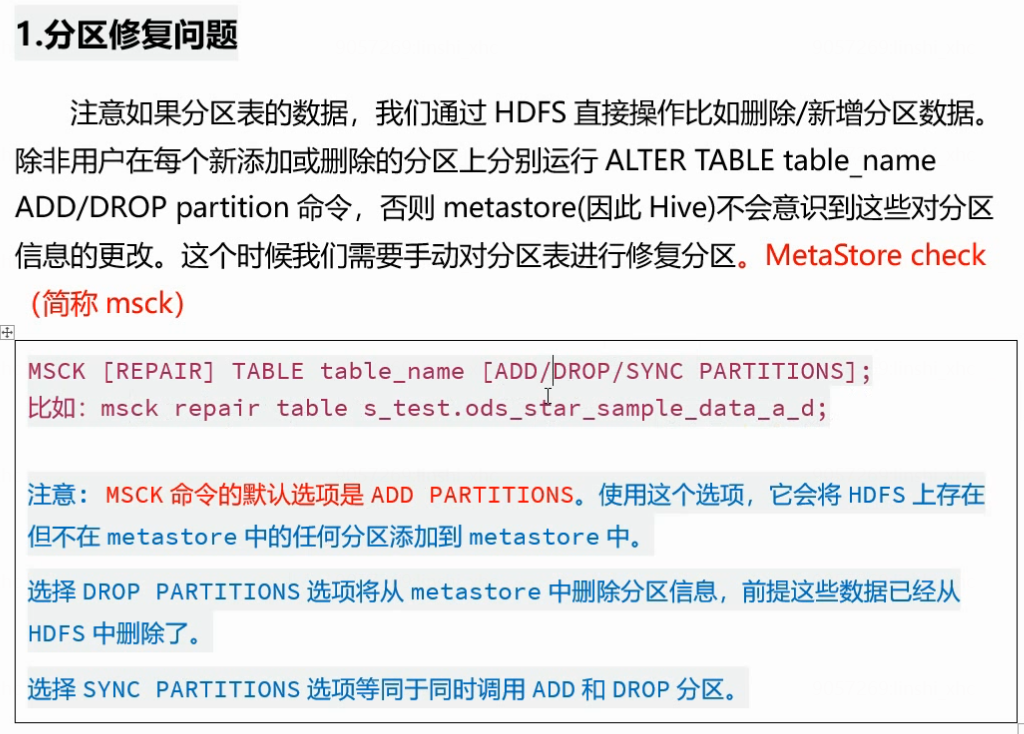 1.分区修复问题
注意如果分区表的数据，我们通过 HDFS 直接操作比如删除/新增分区数据。
除非用户在每个新添加或删除的分区上分别运行 ALTER TABLE table_name
ADD/DROP partition 命令，否则 metastore(因此 Hive)不会意识到这些对分区
信息的更改。这个时候我们需要手动对分区表进行修复分区。MetaStore check
（简称 msck）
MSCK [REPAIR] TABLE table_name [ADD/DROP/SYNC PARTITIONS];
比如：msck repair table s_test.ods_star_sample_data_a_d;
注意：MSCK 命令的默认选项是 ADD PARTITIONS。使用这个选项，它会将 HDFS 上存在
但不在 metastore 中的任何分区添加到 metastore 中。
选择 DROP PARTITIONS 选项将从 metastore 中删除分区信息，前提这些数据已经从
HDFS 中删除了。
选择 SYNC PARTITIONS 选项等同于同时调用 ADD 和 DROP 分区。